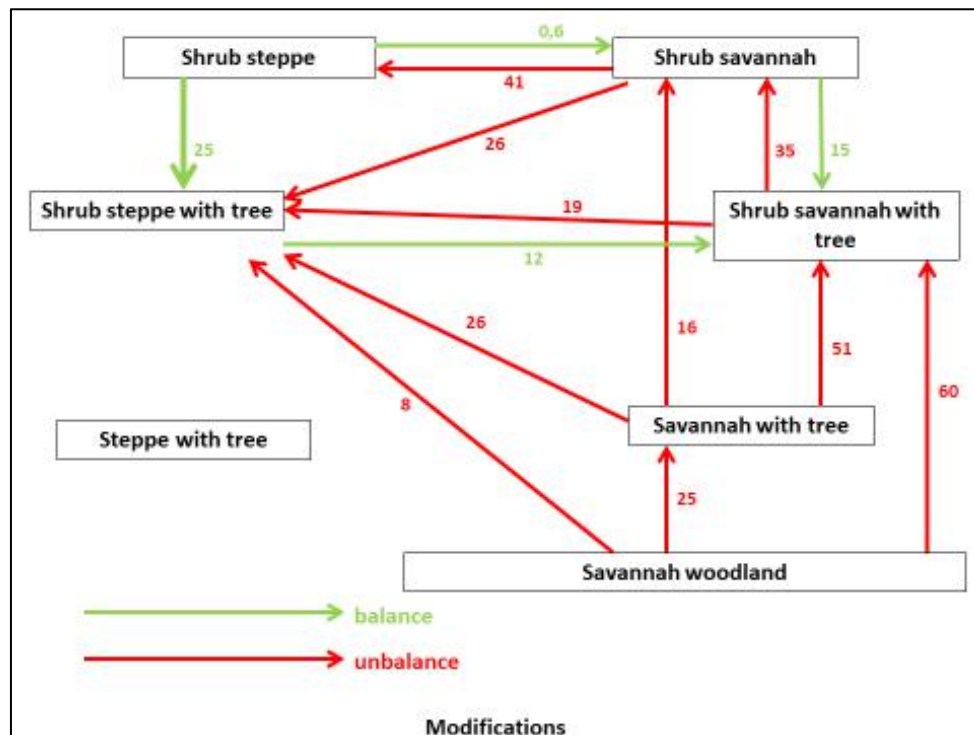 0,6
Shrub steppe
Shrub savannah
41
25
26
35
15
Shrub steppe with tree
19
Shrub savannah with
tree
12
26
16
51
8
60
Steppe with tree
Savannah with tree
25
Savannah woodland
balance
unbalance
Modifications